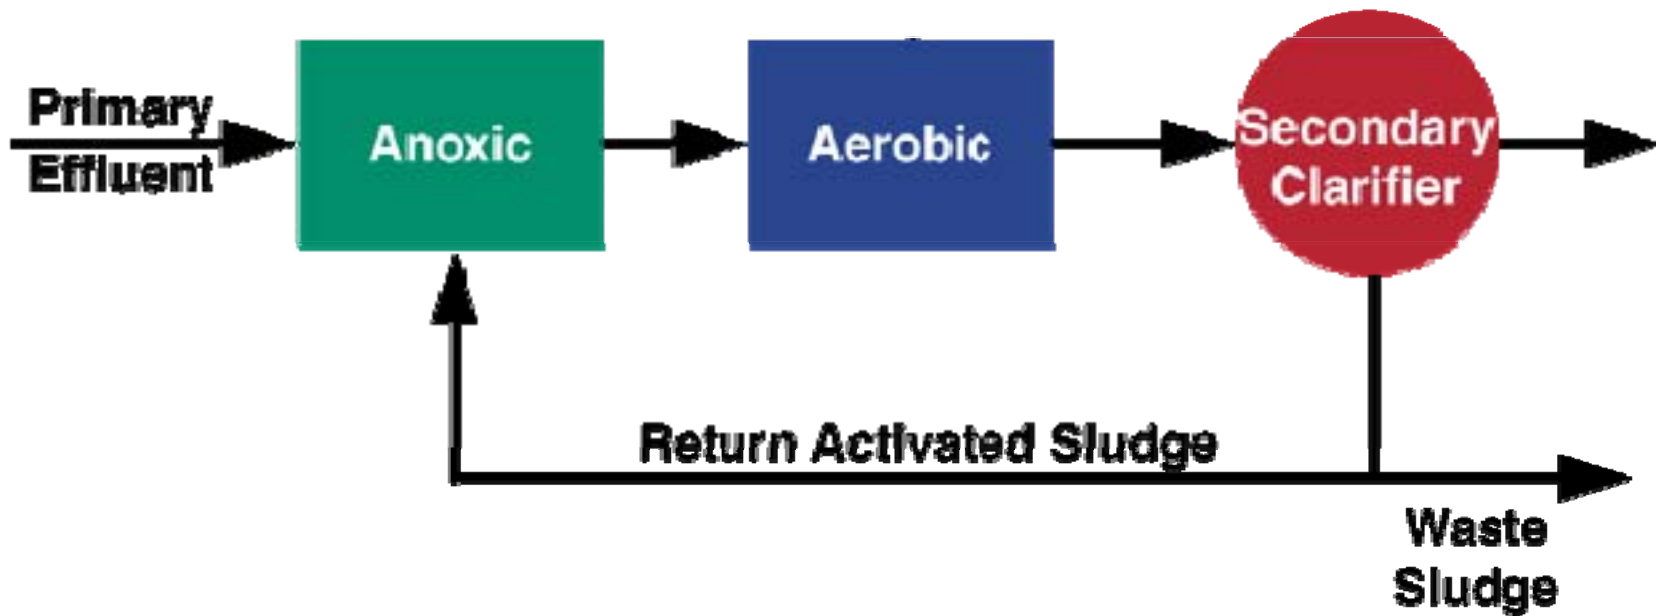 Primary
Effluent
Anoxic
Aerobic
Secondary
Clarifier
Return Activated Sludge
Waste
Sludge